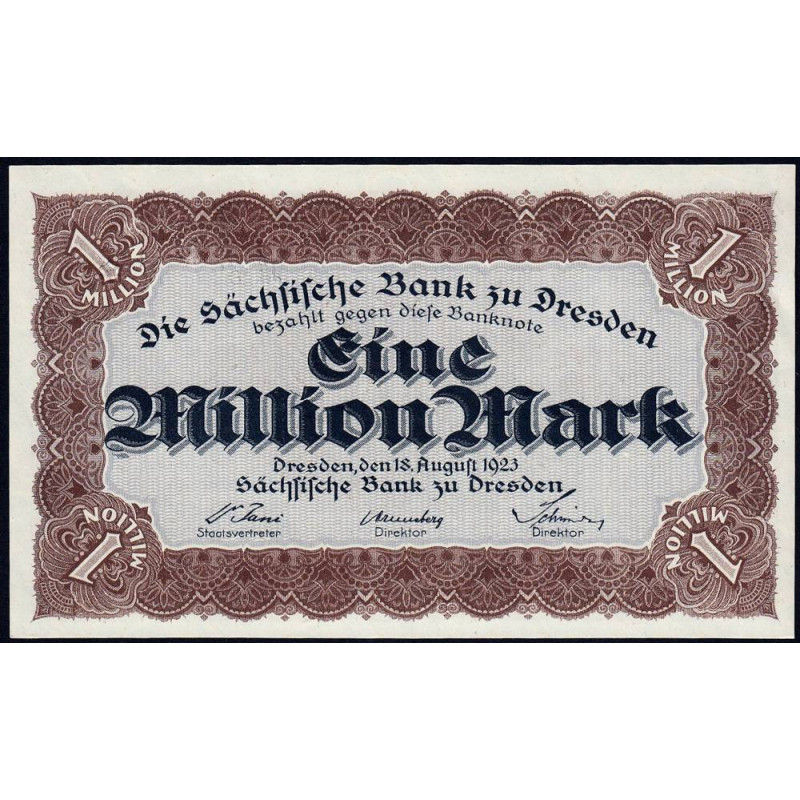 1 MILLION
1 MILLION
Die Sächsische Bank zu Dresden
bezahlt gegen diese Banknote
Eine
Million Mark
Dresden, den 18. August 1923
Sächsische Bank zu Dresden
Staatsvertreter Direktor Direktor
1 MILLION
1 MILLION